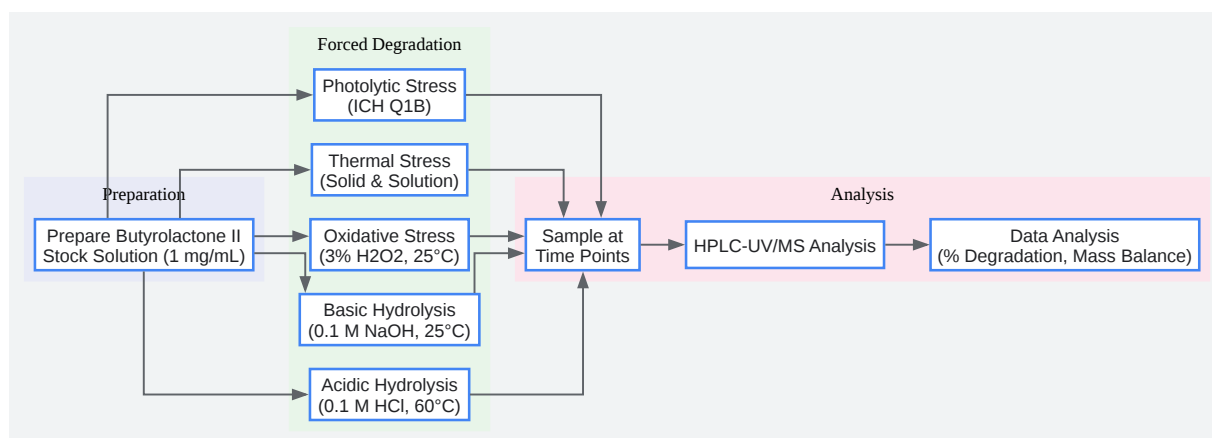 Forced Degradation
Photolytic Stress
(ICH Q1B)
Thermal Stress
(Solid & Solution)
Preparation
Analysis
Prepare Butyrolactone II
Stock Solution (1 mg/mL)
Oxidative Stress
(3% H2O2, 25°C)
Sample at
Time Points
HPLC-UV/MS Analysis
Data Analysis
(% Degradation, Mass Balance)
Basic Hydrolysis
(0.1 M NaOH, 25°C)
Acidic Hydrolysis
(0.1 M HCl, 60°C)